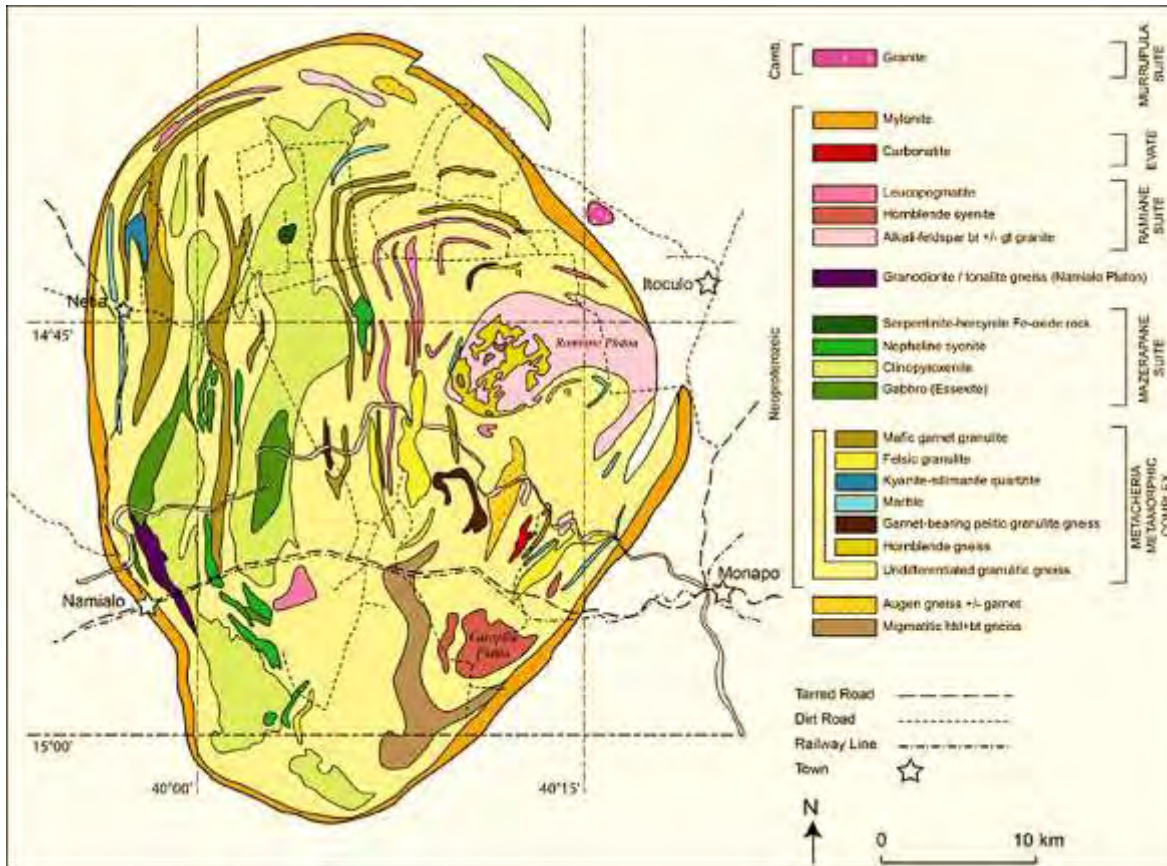 Netia
14°45'
Namialo
15°00'
40°00'
40°15'
Ramiane Pluton
Pluton
Itoculo
Monapo
Camb.
Granite
MURRUPULA
SUITE
Neoproterozoic
Mylonite
Carbonatite
EVATE
Leucopegmatite
Hornblende syenite
Alkali-feldspar bt +/- gt granite
RAMIANE
SUITE
Granodiorite / tonalite gneiss (Namialo Pluton)
Serpentinite-hercynite Fe-oxide rock
Nepheline syenite
Clinopyroxenite
Gabbro (Essexite)
MAZERAPANE
SUITE
Mafic garnet granulite
Felsic granulite
Kyanite-sillimanite quartzite
Marble
Garnet-bearing pelitic granulite gneiss
Hornblende gneiss
Undifferentiated granulitic gneiss
METACHERIA
METAMORPHIC
COMPLEX
Augen gneiss +/- garnet
Migmatitic hbl+bt gneiss
Tarred Road
Dirt Road
Railway Line
Town
N
0
10 km